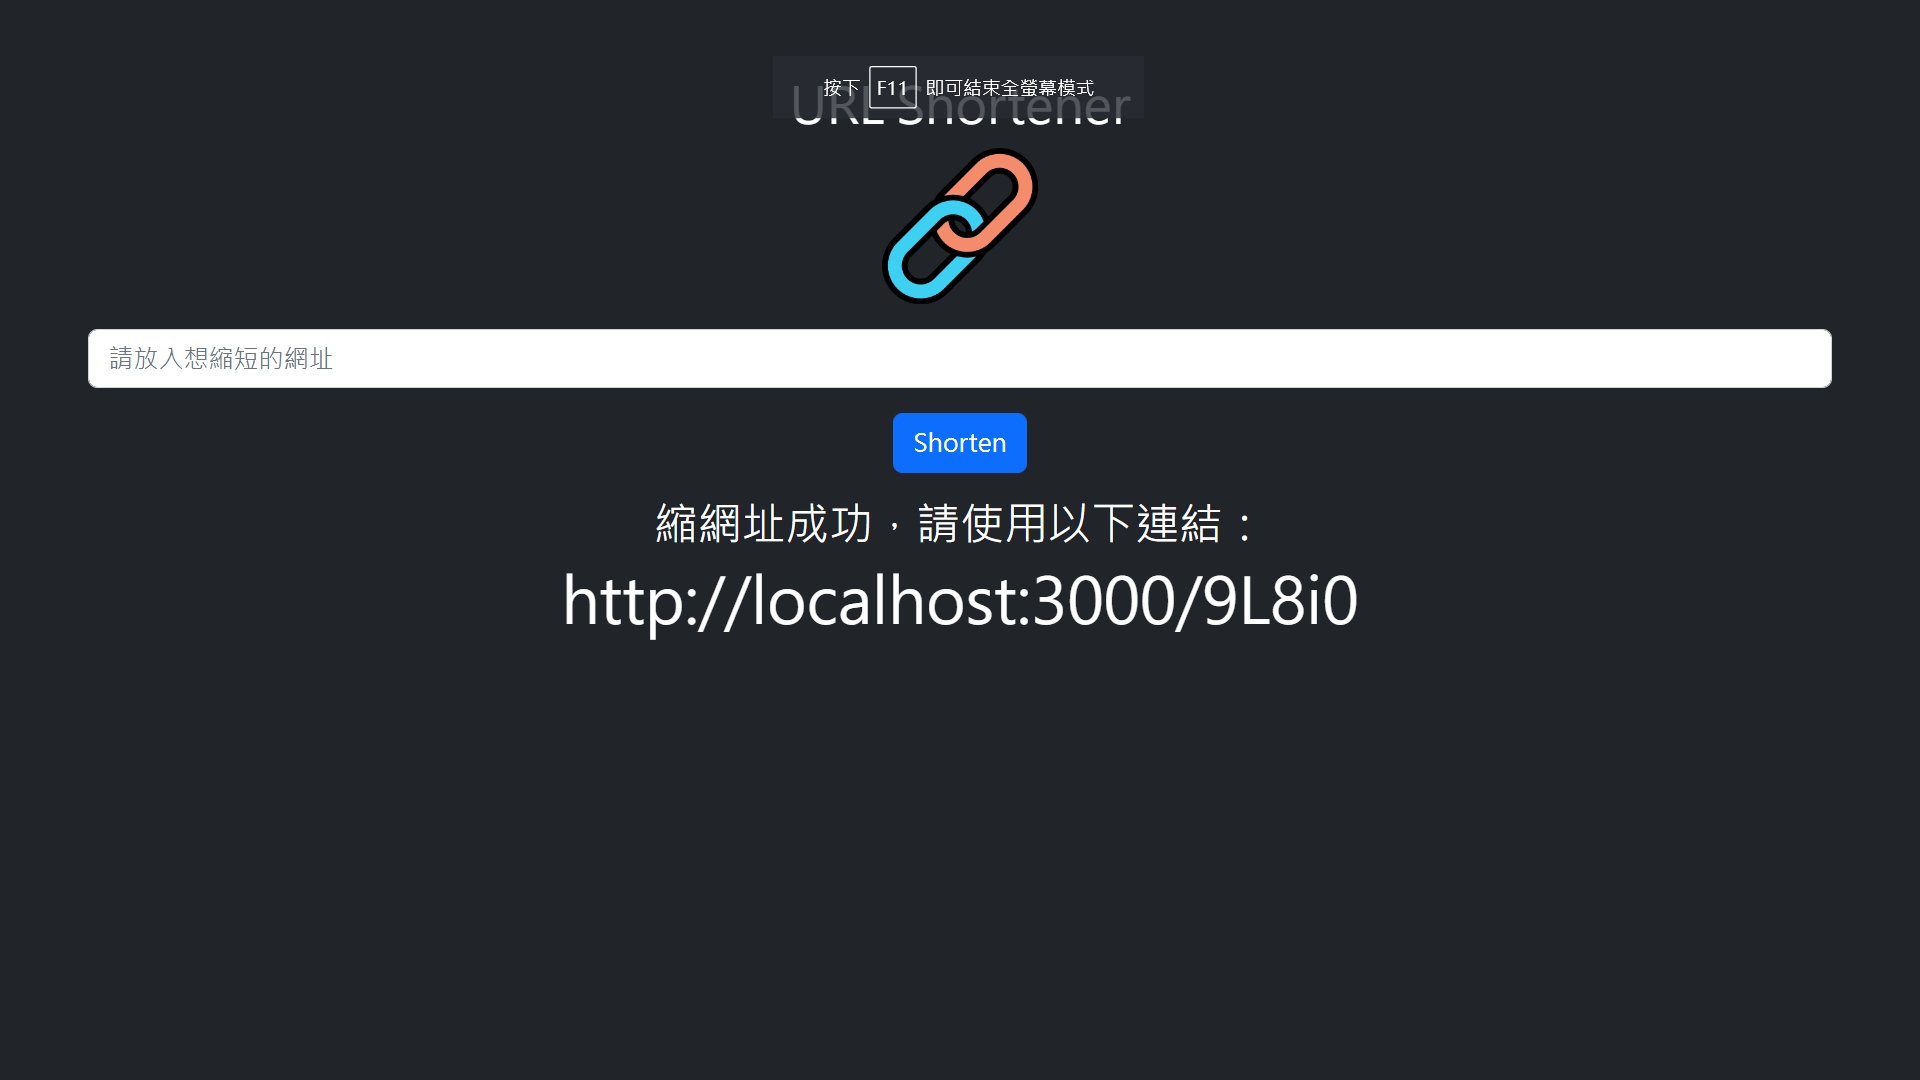 按下 F11 即可結束全螢幕模式
URL Shortener
請放入想縮短的網址
Shorten
縮網址成功，請使用以下連結：
http://localhost:3000/9L8i0